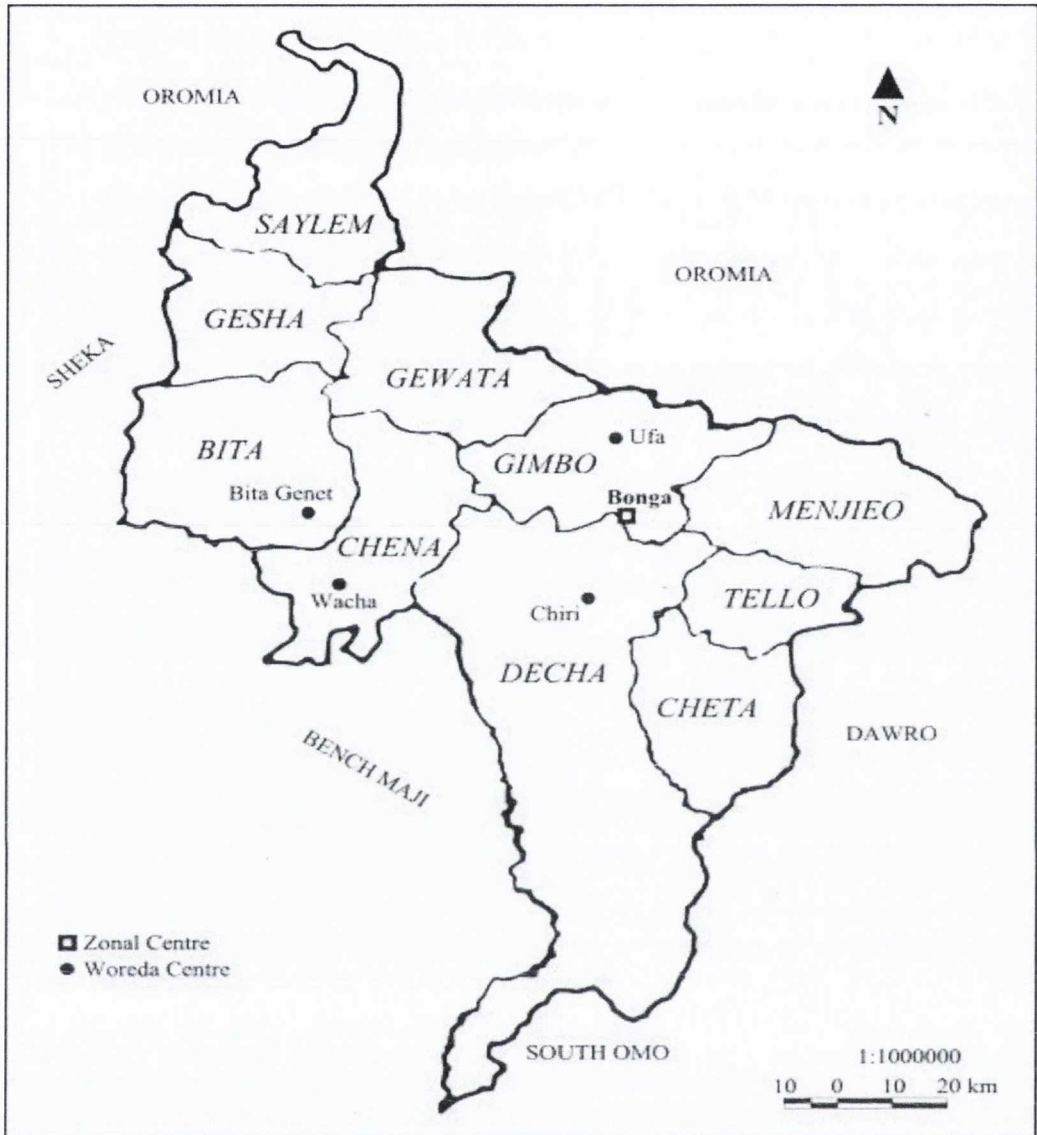 OROMIA
N
SAYLEM
OROMIA
GESHA
SHEKA
GEWATA
BITA
Ufa
GIMBO
Bita Genet
Bonga
MENJIEO
CHENA
Wacha
Chiri
TELLO
DECHA
CHETA
DAWRO
BENCH MAJI
Zonal Centre
Woreda Centre
SOUTH OMO
1:1000000
10 0 10 20 km